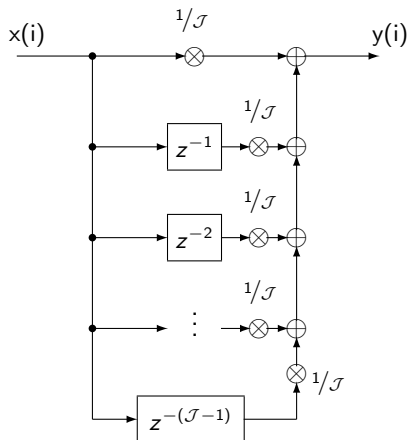 1/𝒥
x(i) y(i)
1/𝒥
z⁻¹
1/𝒥
z⁻²
1/𝒥
⋮
1/𝒥
z^−(𝒥−1)